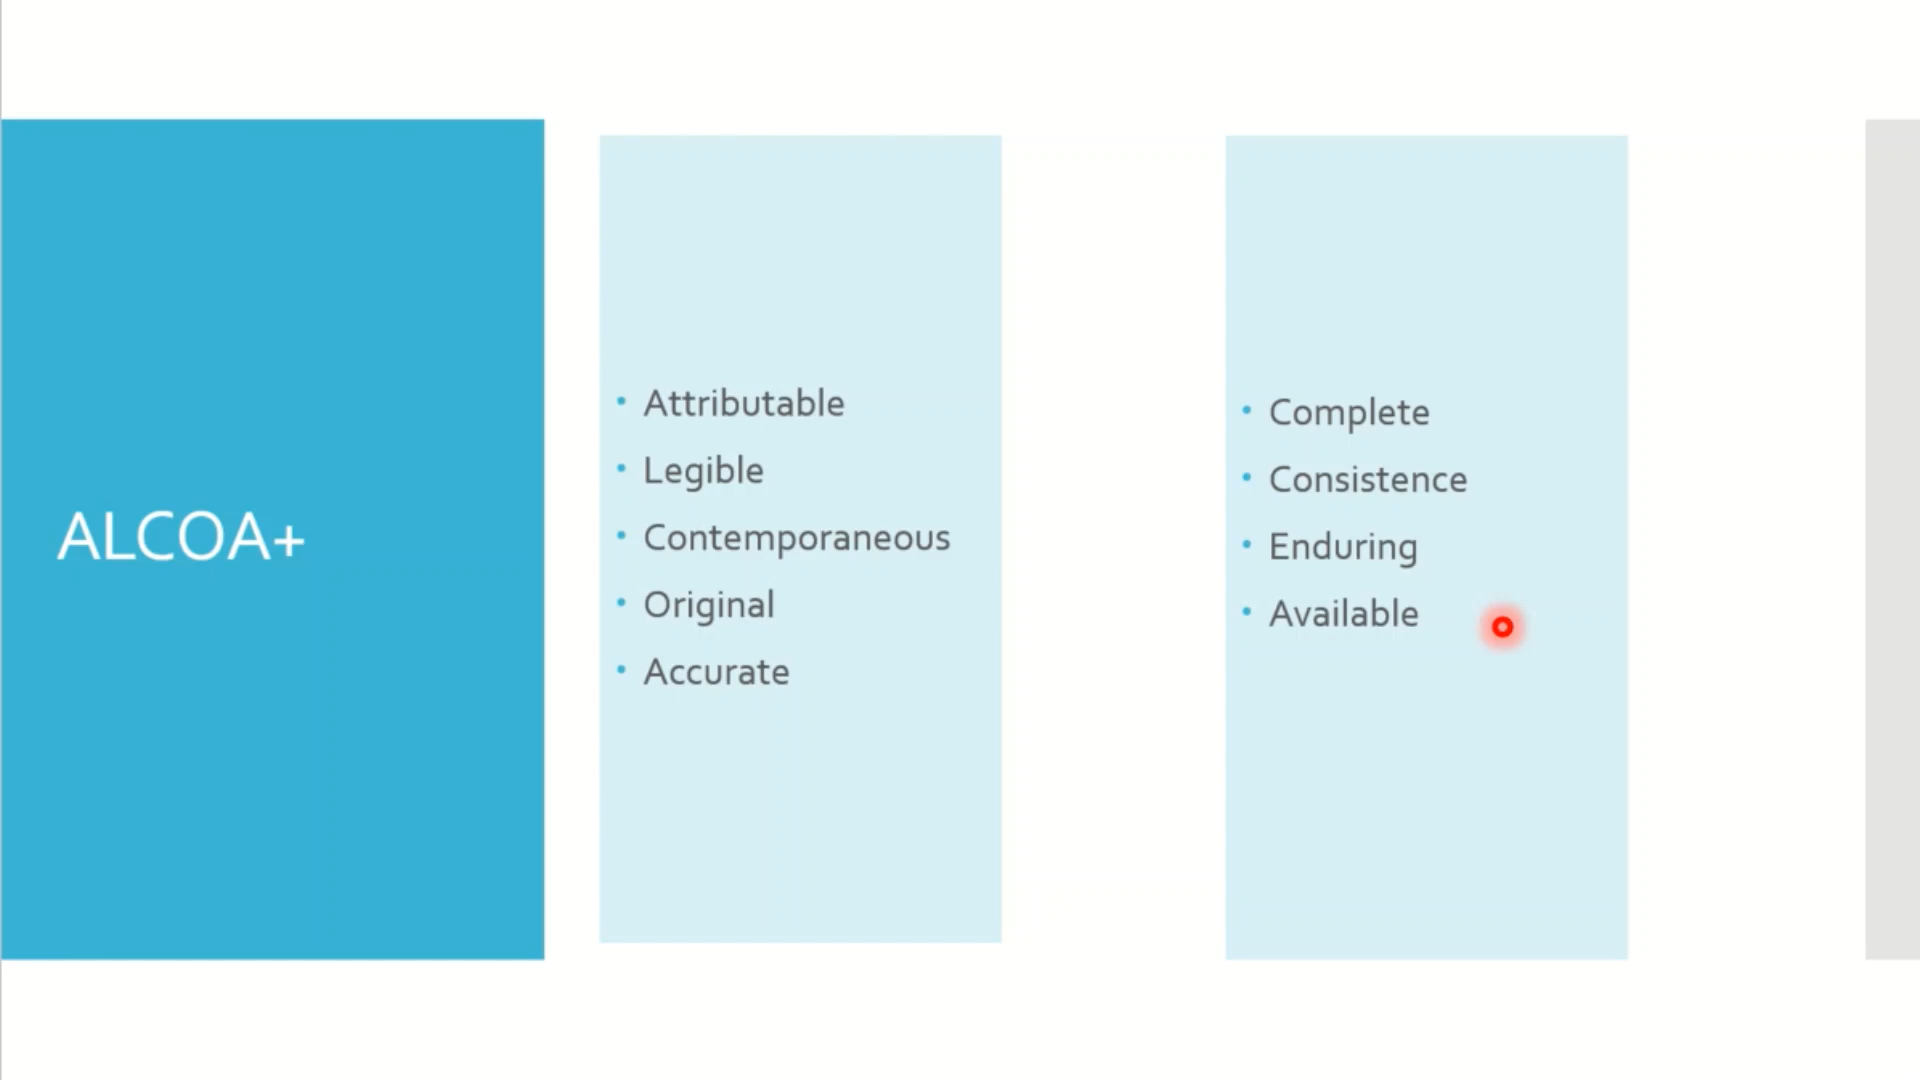 ALCOA+
Attributable
Legible
Contemporaneous
Original
Accurate
Complete
Consistence
Enduring
Available